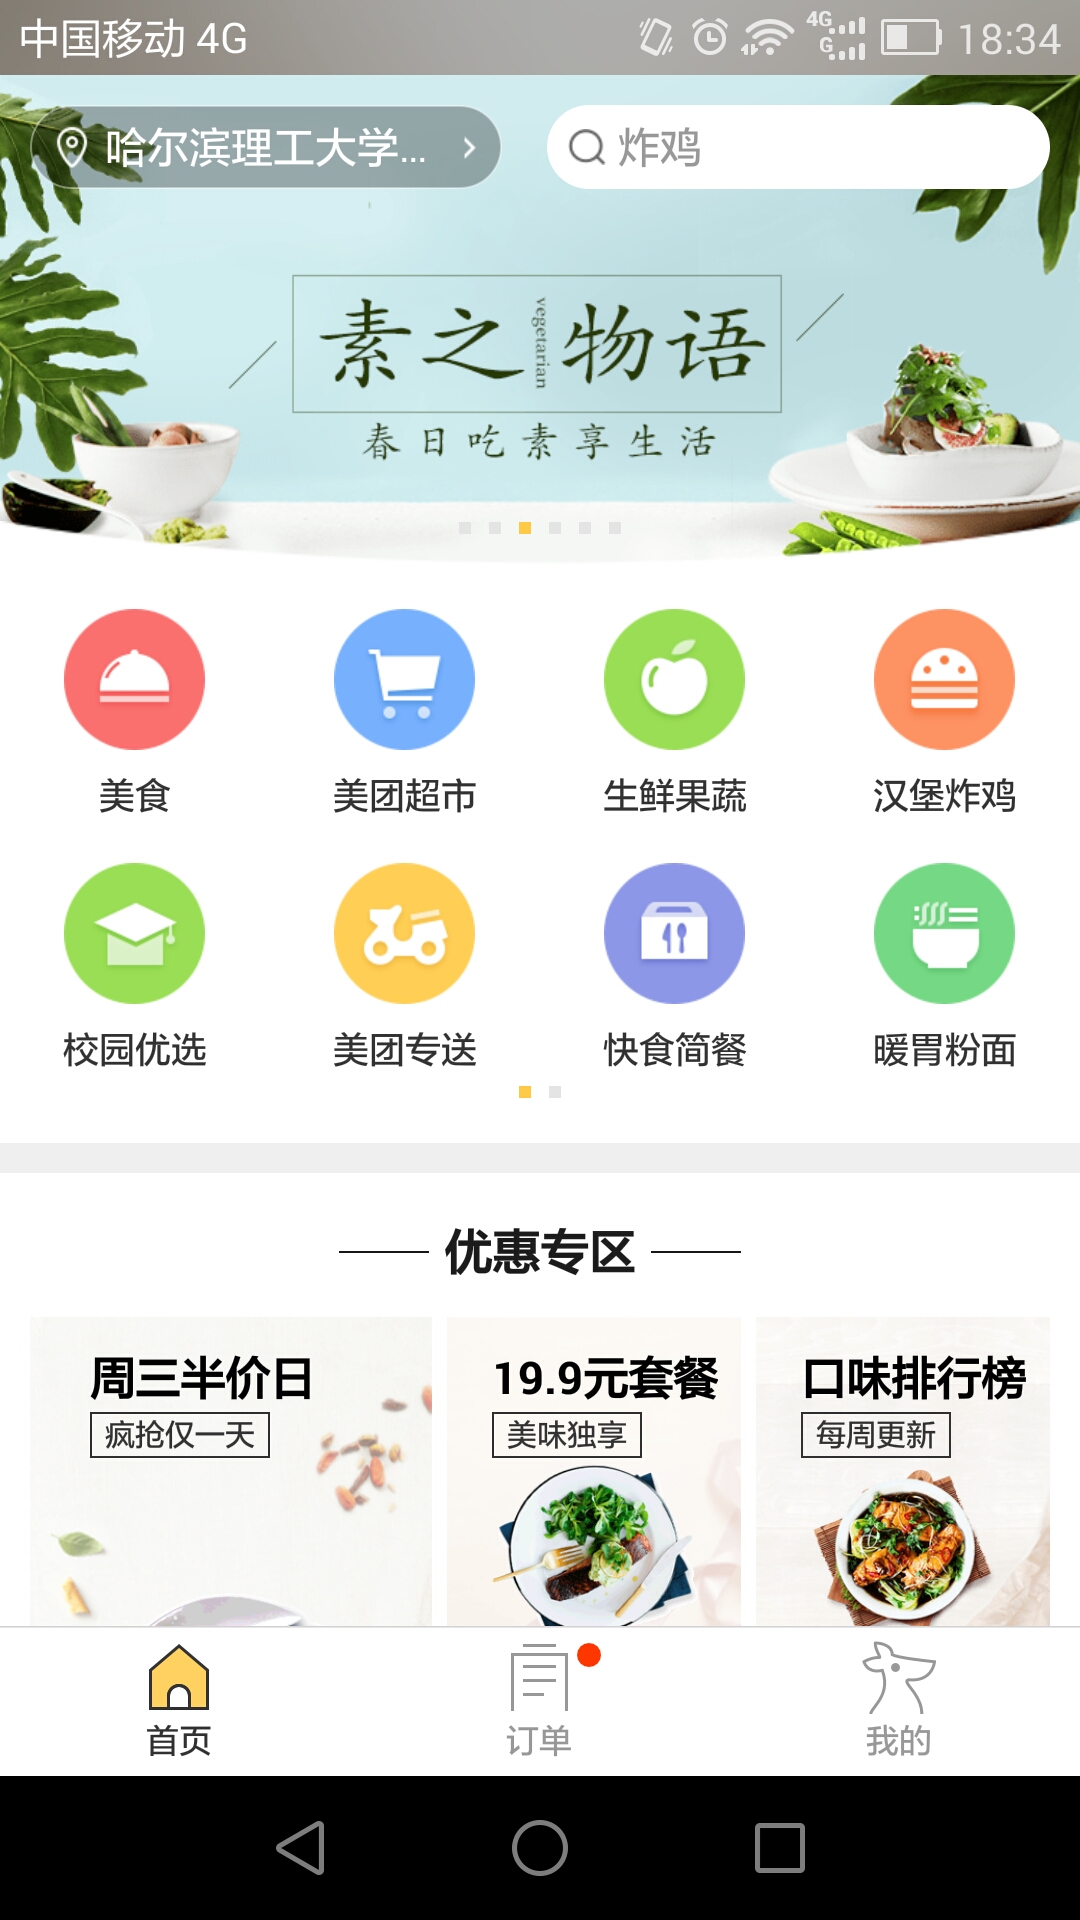 中国移动 4G
4G
G
18:34
哈尔滨理工大学...
炸鸡
素之物语
vegetarian
春日吃素享生活
美食
美团超市
生鲜果蔬
汉堡炸鸡
校园优选
美团专送
快食简餐
暖胃粉面
优惠专区
周三半价日
疯抢仅一天
19.9元套餐
美味独享
口味排行榜
每周更新
首页
订单
我的